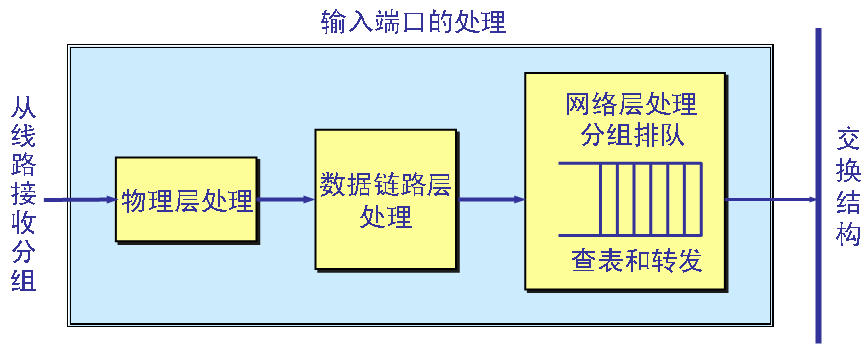 输入端口的处理
从线路接收分组
物理层处理
数据链路层
处理
网络层处理
分组排队
查表和转发
交换结构